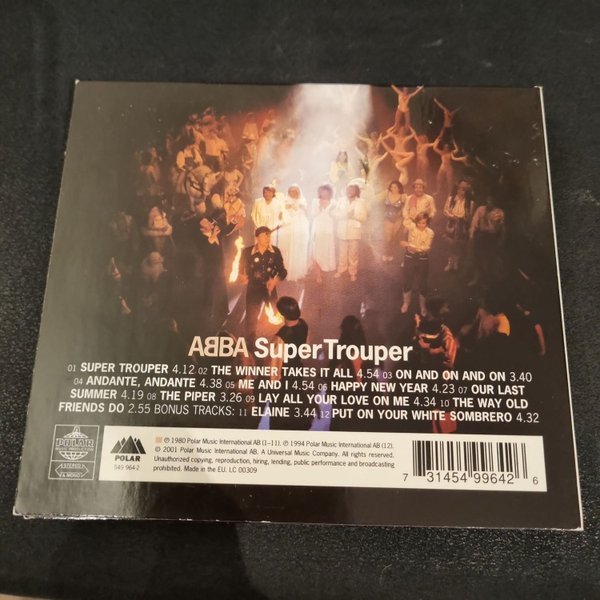 ABBA Super Trouper
01 SUPER TROUPER 4.12 02 THE WINNER TAKES IT ALL 4.54 03 ON AND ON AND ON 3.40
04 ANDANTE, ANDANTE 4.38 05 ME AND I 4.54 06 HAPPY NEW YEAR 4.23 07 OUR LAST
SUMMER 4.19 08 THE PIPER 3.26 09 LAY ALL YOUR LOVE ON ME 4.34 10 THE WAY OLD
FRIENDS DO 2.55 BONUS TRACKS: 11 ELAINE 3.44 12 PUT ON YOUR WHITE SOMBRERO 4.32
POLAR
STEREO
& MONO
POLAR
549 964-2
℗ 1980 Polar Music International AB (1–11). ℗ 1994 Polar Music International AB (12).
© 2001 Polar Music International AB. A Universal Music Company. All rights reserved.
Unauthorized copying, reproduction, hiring, lending, public performance and broadcasting
prohibited. Made in the EU. LC 00309
7 31454 99642 6